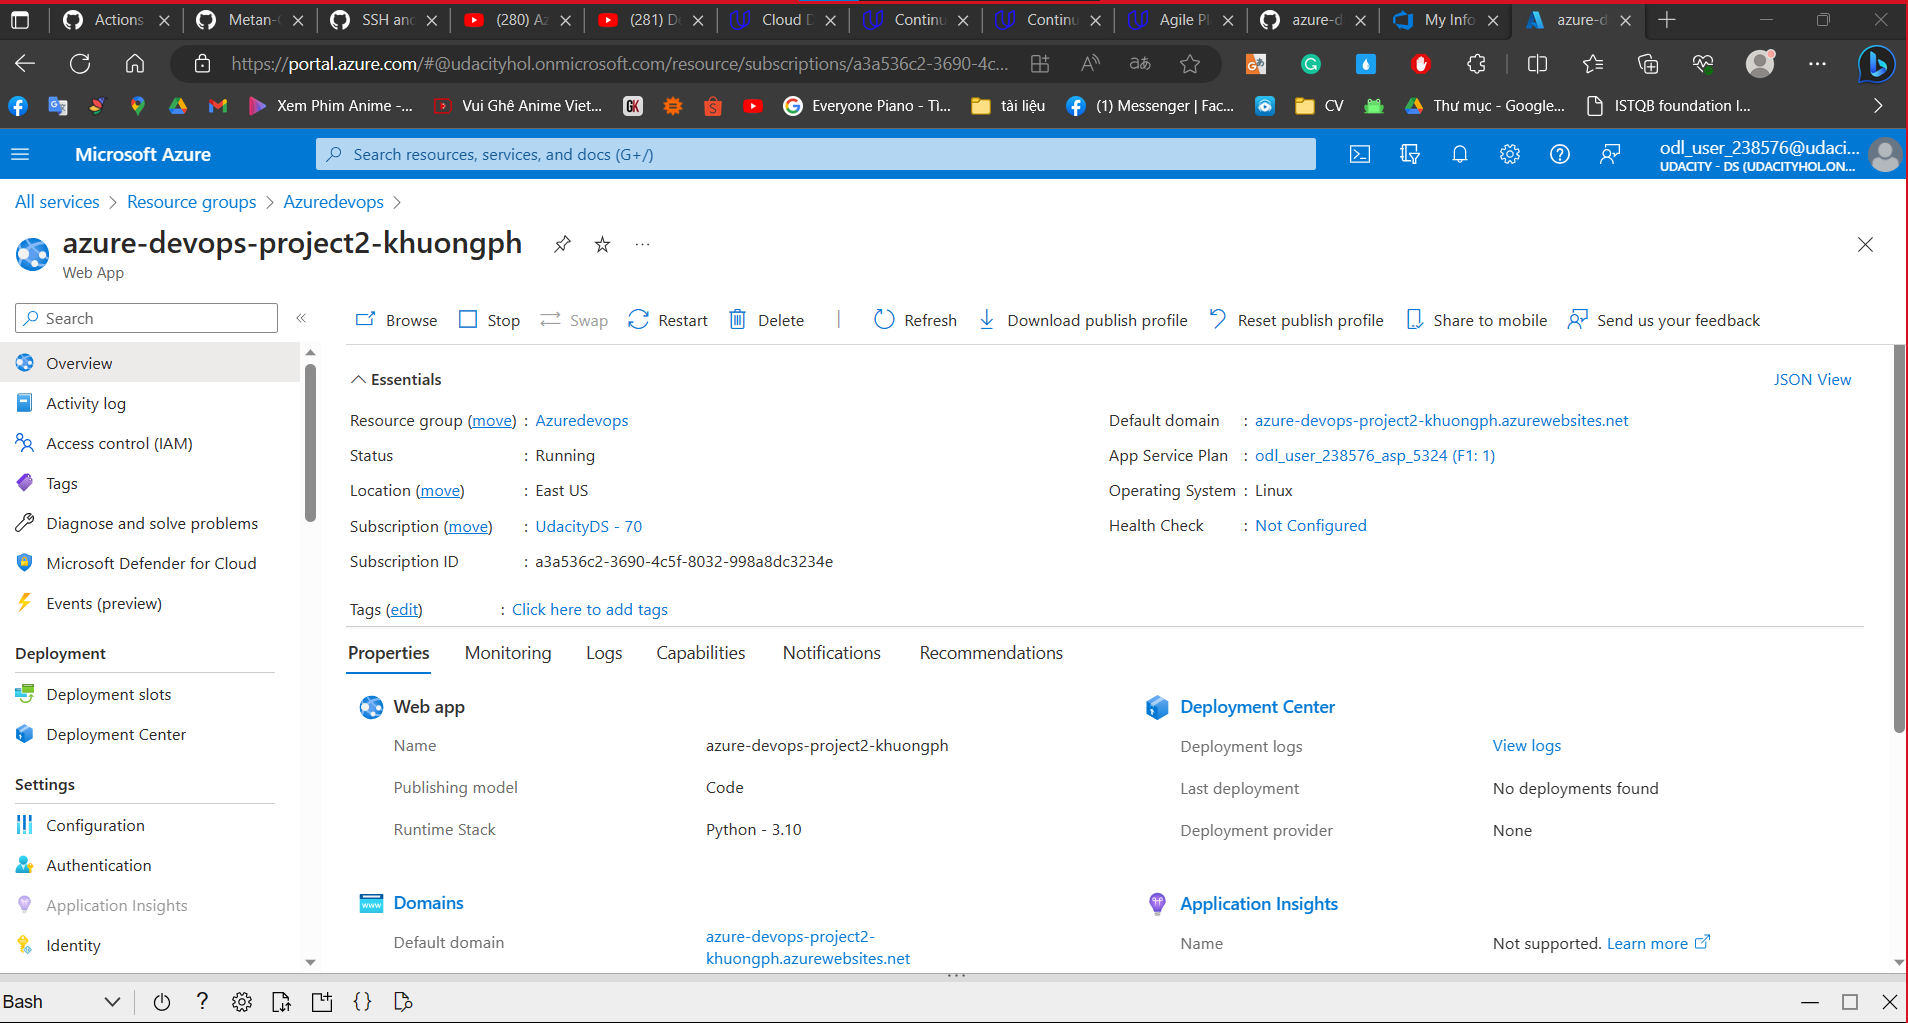 Actions
Metan-
SSH and
(280) Az
(281) De
Cloud D
Continu
Continu
Agile Pl
azure-d
My Info
azure-d
https://portal.azure.com/#@udacityhol.onmicrosoft.com/resource/subscriptions/a3a536c2-3690-4c...
Xem Phim Anime -...
Vui Ghê Anime Viet...
GK
Everyone Piano - Ti...
tài liệu
(1) Messenger | Fac...
CV
Thư mục - Google...
ISTQB foundation l...
Microsoft Azure
Search resources, services, and docs (G+/)
odl_user_238576@udaci...
UDACITY - DS (UDACITYHOL.ON...
All services > Resource groups > Azuredevops >
azure-devops-project2-khuongph
Web App
Search
Browse
Stop
Swap
Restart
Delete
Refresh
Download publish profile
Reset publish profile
Share to mobile
Send us your feedback
Overview
Activity log
Access control (IAM)
Tags
Diagnose and solve problems
Microsoft Defender for Cloud
Events (preview)
Deployment
Deployment slots
Deployment Center
Settings
Configuration
Authentication
Application Insights
Identity
Essentials
JSON View
Resource group (move) : Azuredevops
Status : Running
Location (move) : East US
Subscription (move) : UdacityDS - 70
Subscription ID : a3a536c2-3690-4c5f-8032-998a8dc3234e
Default domain : azure-devops-project2-khuongph.azurewebsites.net
App Service Plan : odl_user_238576_asp_5324 (F1: 1)
Operating System : Linux
Health Check : Not Configured
Tags (edit) : Click here to add tags
Properties
Monitoring
Logs
Capabilities
Notifications
Recommendations
Web app
Name azure-devops-project2-khuongph
Publishing model Code
Runtime Stack Python - 3.10
Deployment Center
Deployment logs View logs
Last deployment No deployments found
Deployment provider None
Domains
Default domain azure-devops-project2-
khuongph.azurewebsites.net
Application Insights
Name Not supported. Learn more
Bash